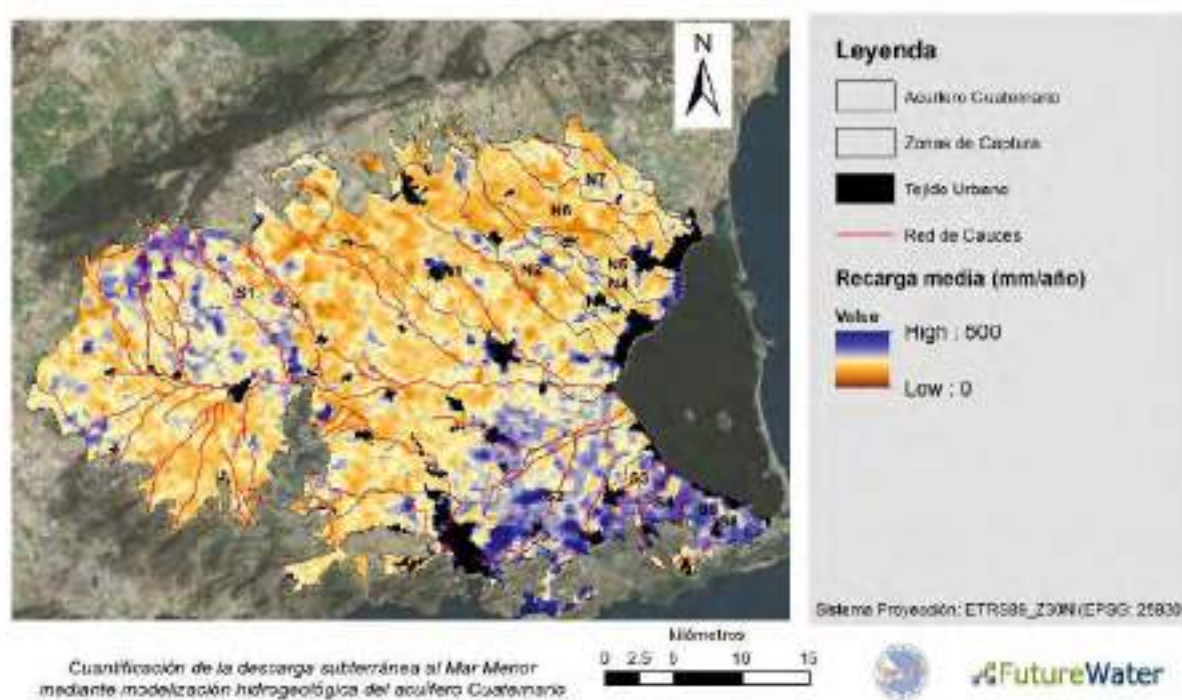 N
N7
N6
N1
N2
N5
N4
S1
S2
S3
Leyenda
Acuífero Cuaternario
Zonas de Captura
Tejido Urbano
Red de Cauces
Recarga media (mm/año)
Value
High : 500
Low : 0
Sistema Proyección: ETRS89_Z30N (EPSG: 25830
kilómetros
0 2.5 5 10 15
Cuantificación de la descarga subterránea al Mar Menor
mediante modelización hidrogeológica del acuífero Cuaternario
FutureWater